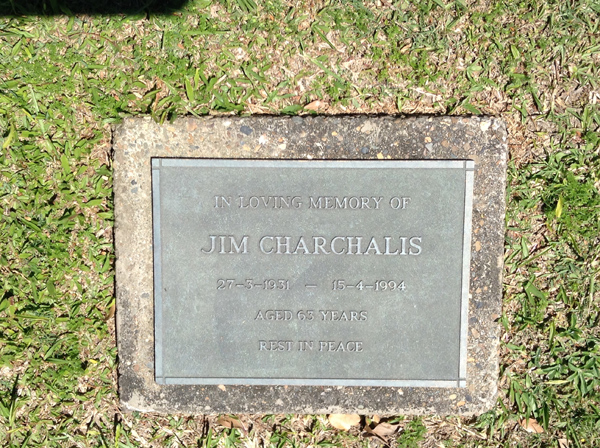 IN LOVING MEMORY OF
JIM CHARCHALIS
27-3-1931 - 15-4-1994
AGED 63 YEARS
REST IN PEACE